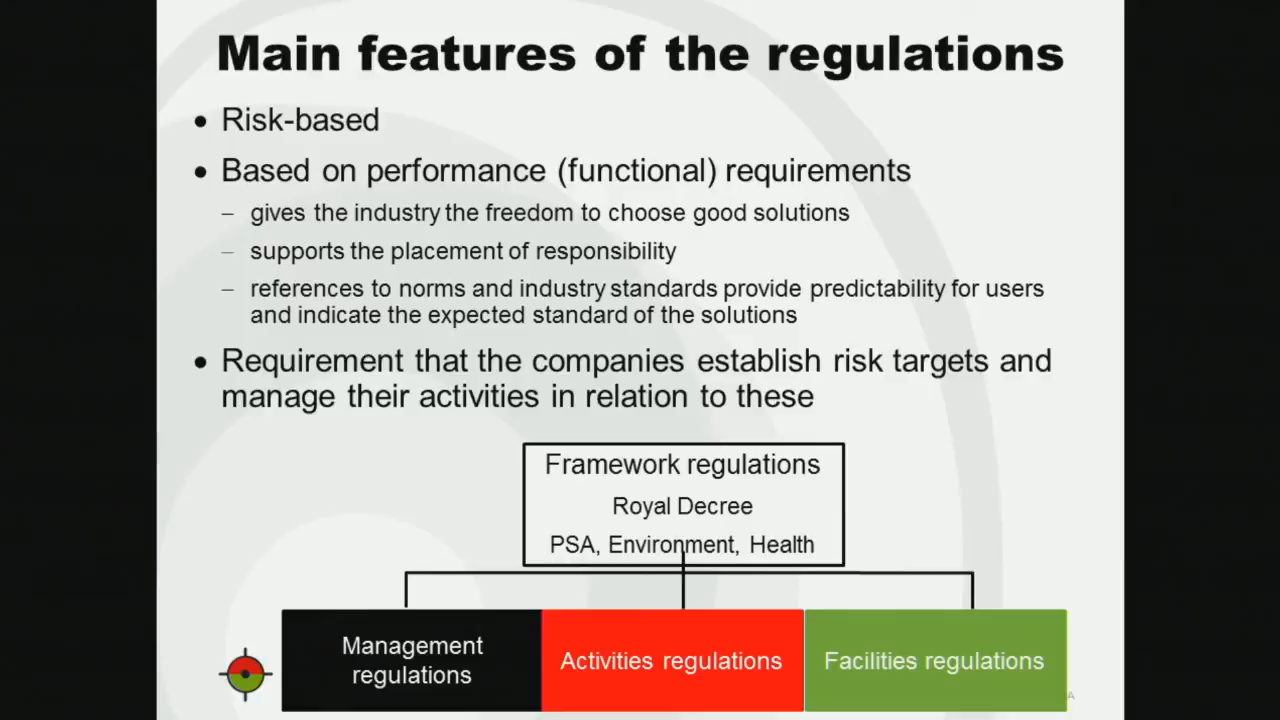 Main features of the regulations
• Risk-based
• Based on performance (functional) requirements
– gives the industry the freedom to choose good solutions
– supports the placement of responsibility
– references to norms and industry standards provide predictability for users
and indicate the expected standard of the solutions
• Requirement that the companies establish risk targets and
manage their activities in relation to these
Framework regulations
Royal Decree
PSA, Environment, Health
Management
regulations
Activities regulations
Facilities regulations